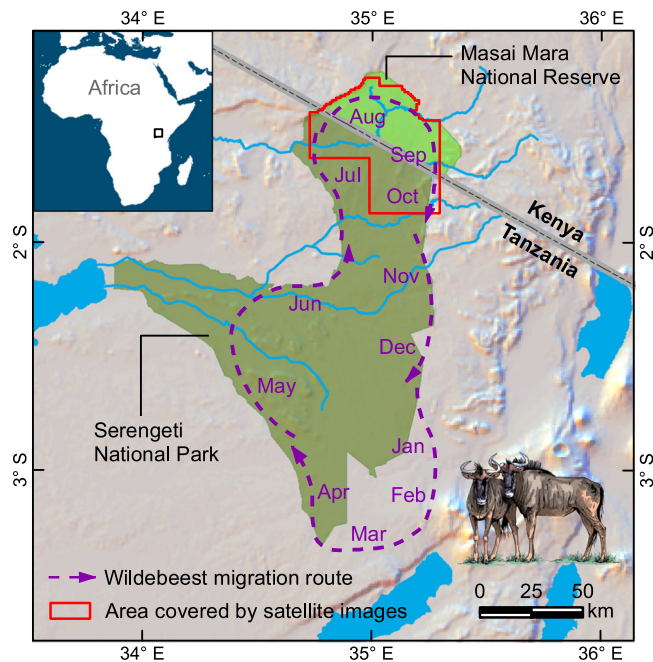 34° E
35° E
36° E
Africa
Masai Mara
National Reserve
Aug
Sep
Jul
Oct
Kenya
Tanzania
2° S
2° S
Nov
Jun
Dec
May
Serengeti
National Park
Jan
3° S
3° S
Apr
Feb
Mar
Wildebeest migration route
Area covered by satellite images
0 25 50
km
34° E
35° E
36° E